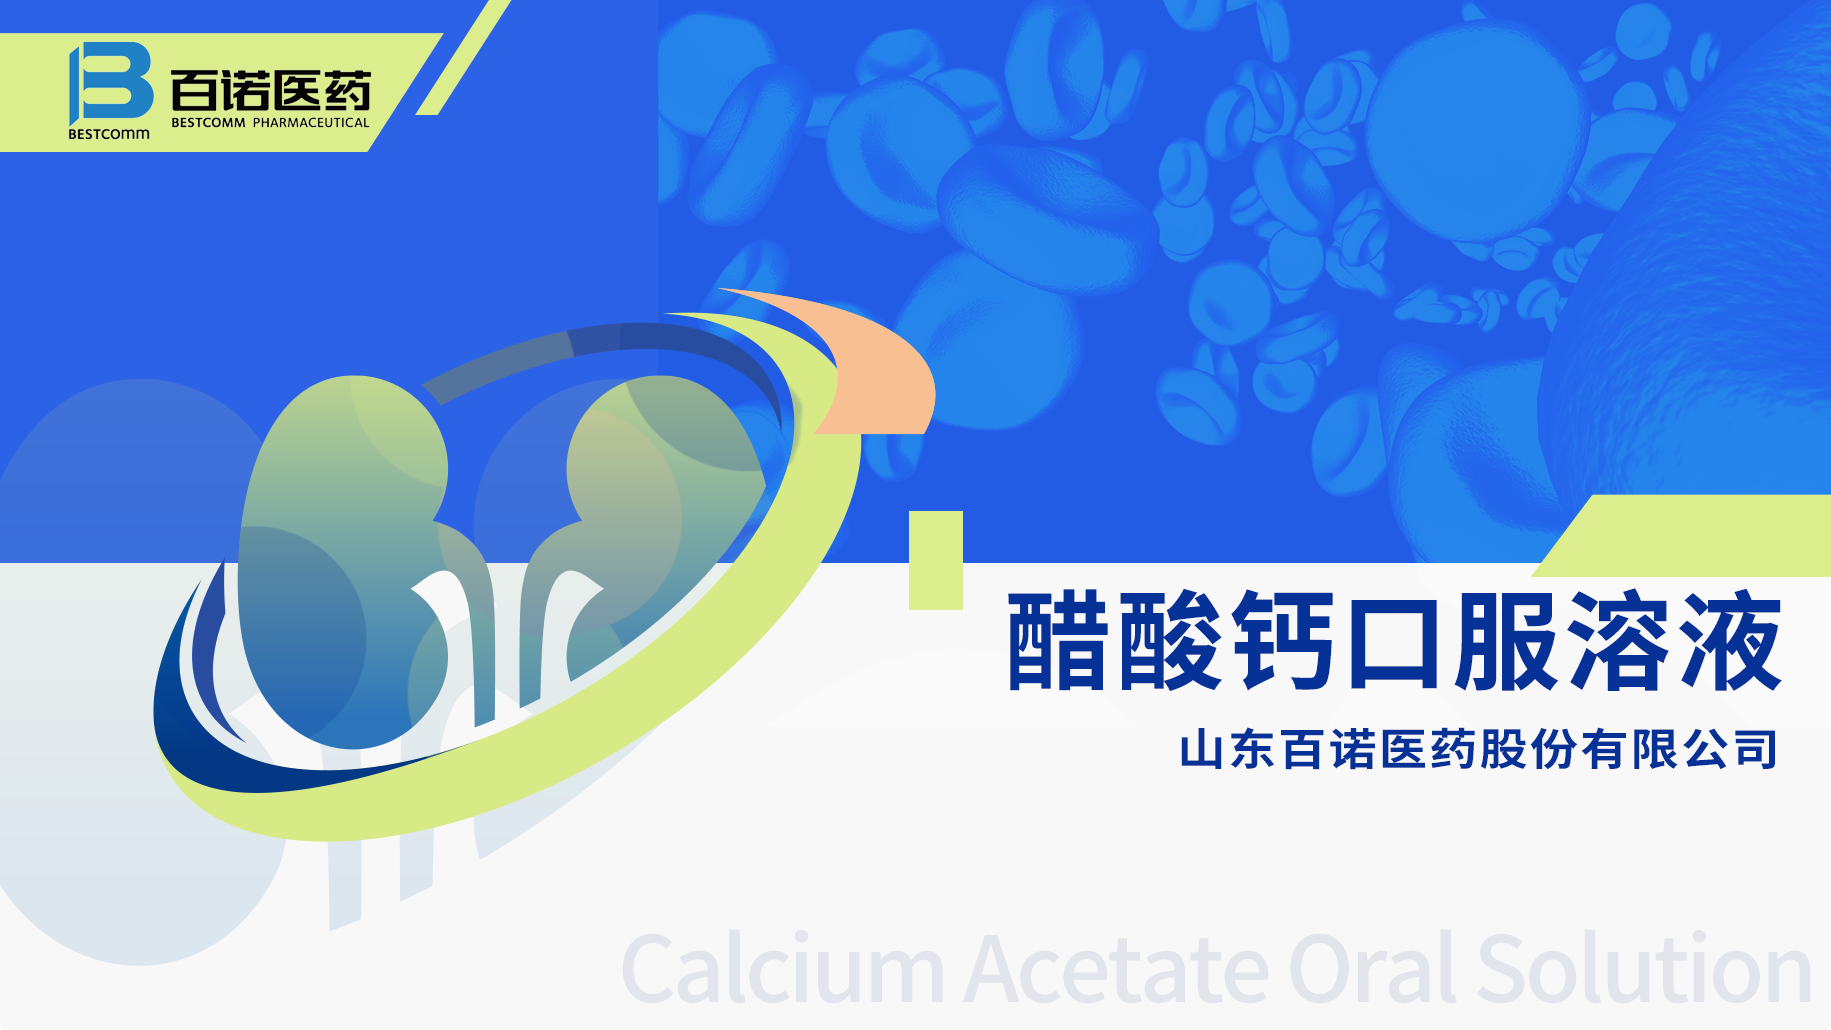 BESTCOmm
百诺医药
BESTCOMM PHARMACEUTICAL
醋酸钙口服溶液
山东百诺医药股份有限公司
Calcium Acetate Oral Solution